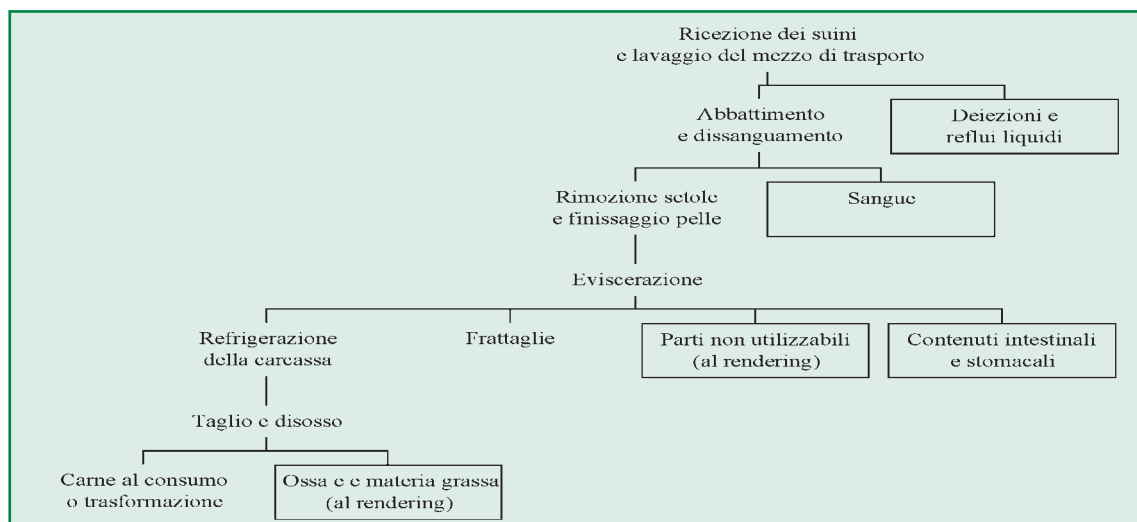 Ricezione dei suini
e lavaggio del mezzo di trasporto
Abbattimento
e dissanguamento
Deiezioni e
reflui liquidi
Rimozione setole
e finissaggio pelle
Sangue
Eviscerazione
Refrigerazione
della carcassa
Frattaglie
Parti non utilizzabili
(al rendering)
Contenuti intestinali
e stomacali
Taglio e disosso
Carne al consumo
o trasformazione
Ossa e e materia grassa
(al rendering)